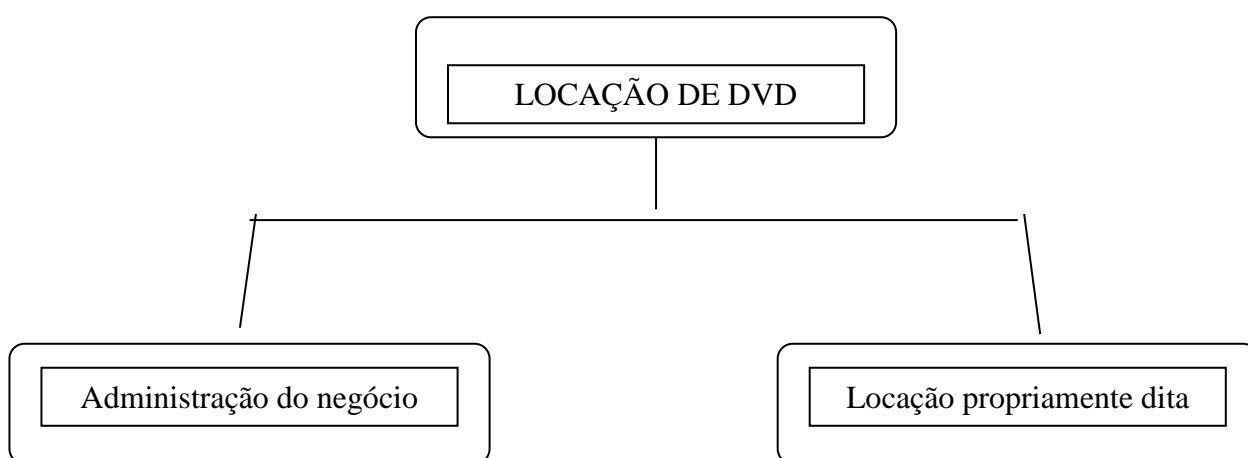 LOCAÇÃO DE DVD
Administração do negócio
Locação propriamente dita